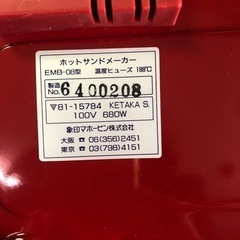 ホットサンドメーカー
EMB-08型 温度ヒューズ 188℃
製造No. 6400208
〒81-15784 KETAKA S.
100V 680W
象印マホービン株式会社
大阪 06(356)2451
東京 03(798)4151